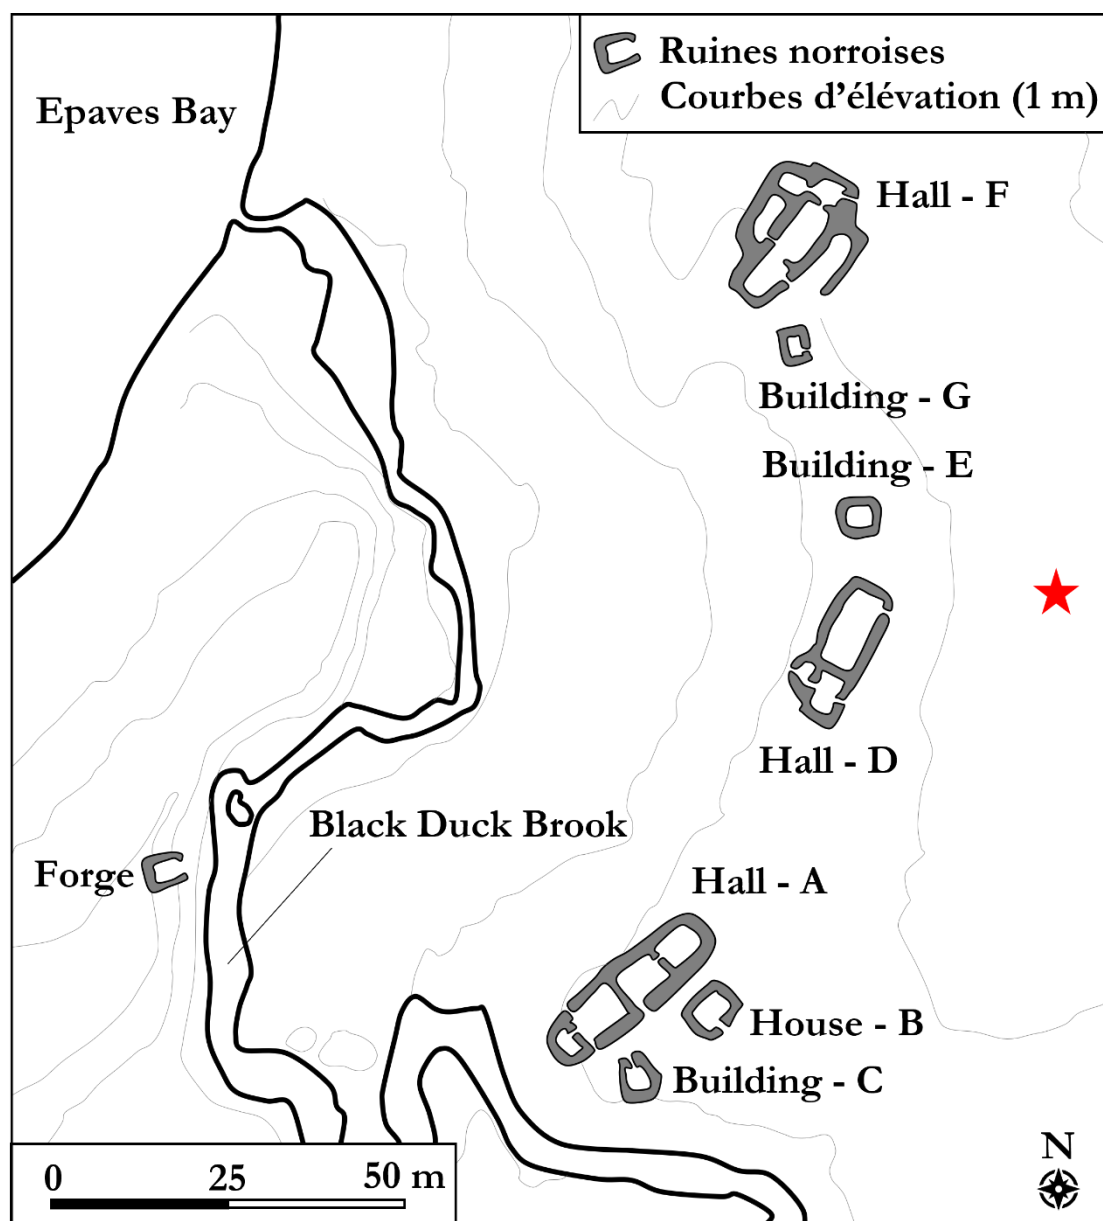 Ruines norroises
Courbes d'élévation (1 m)
Epaves Bay
Hall - F
Building - G
Building - E
Hall - D
Black Duck Brook
Forge
Hall - A
House - B
Building - C
N
0 25 50 m